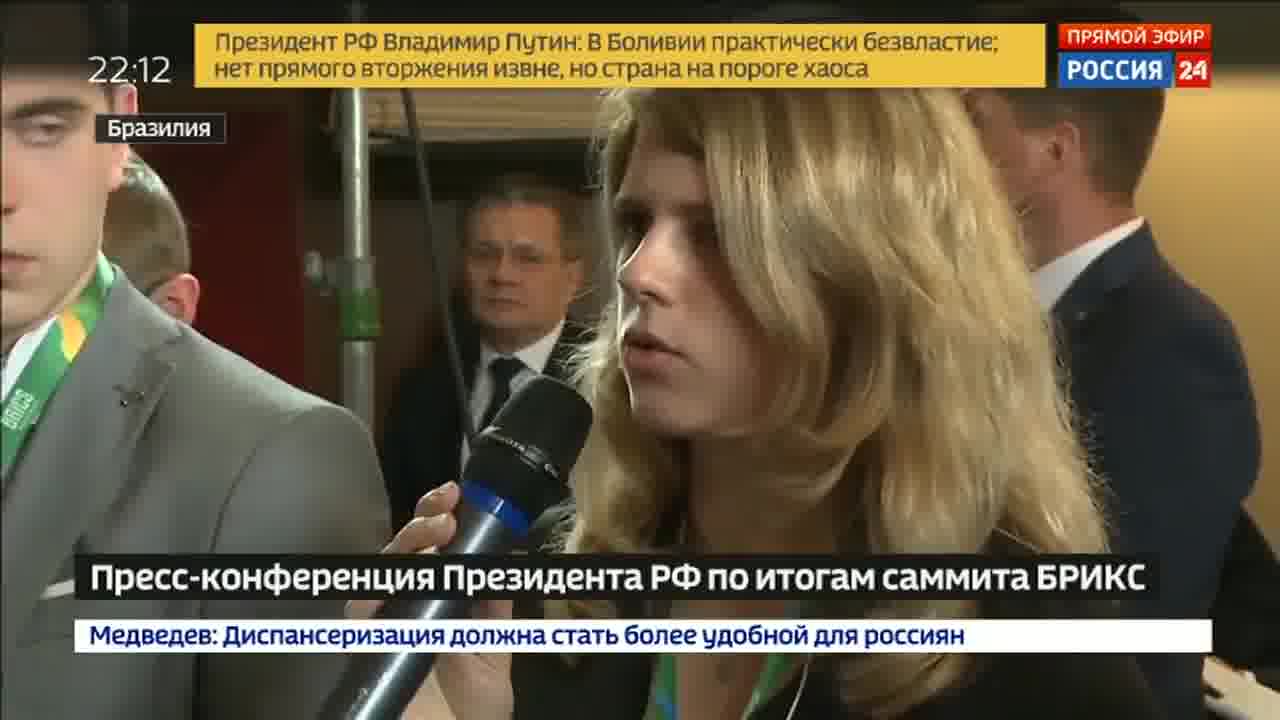 22:12
Президент РФ Владимир Путин: В Боливии практически безвластие;
нет прямого вторжения извне, но страна на пороге хаоса
ПРЯМОЙ ЭФИР
РОССИЯ 24
Бразилия
BRICS
Пресс-конференция Президента РФ по итогам саммита БРИКС
Медведев: Диспансеризация должна стать более удобной для россиян